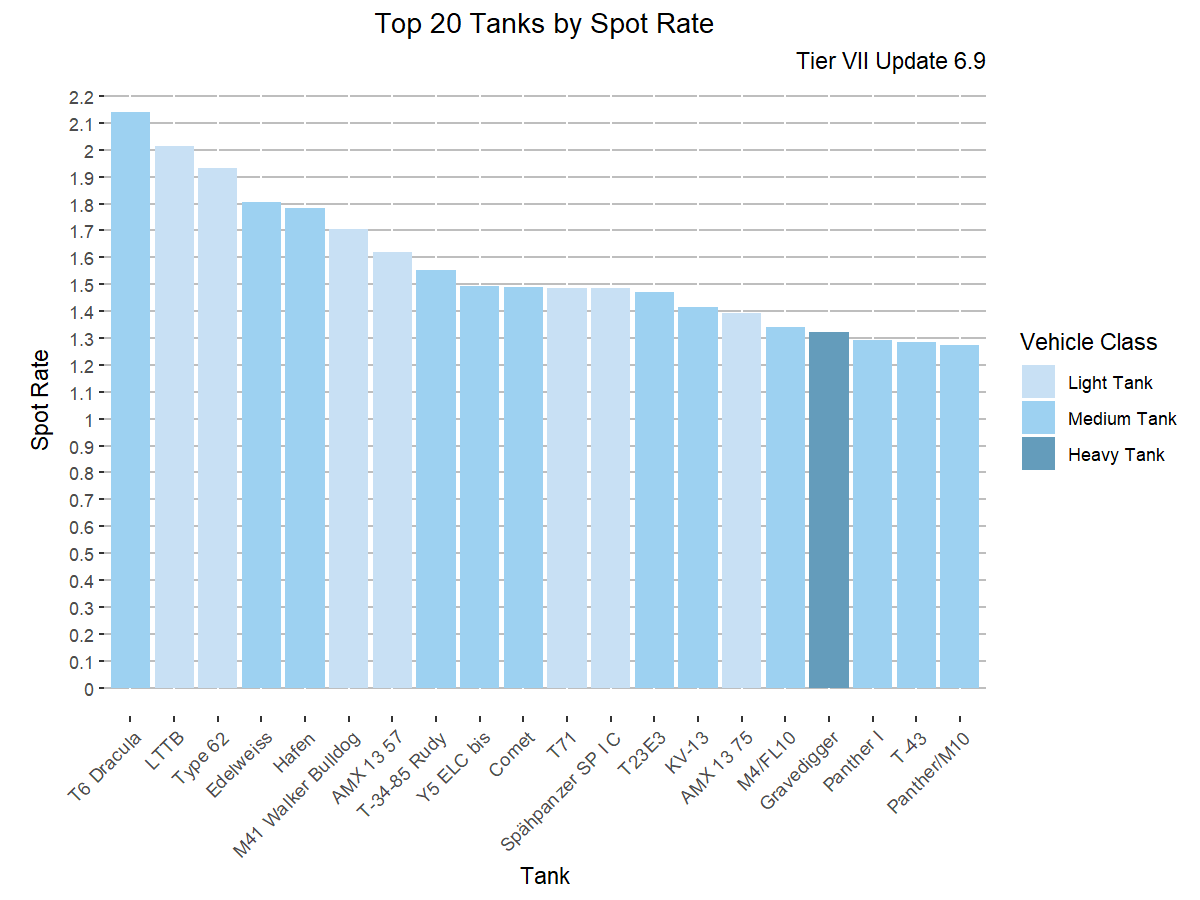 Top 20 Tanks by Spot Rate
Tier VII Update 6.9
2.2
2.1
2
1.9
1.8
1.7
1.6
1.5
1.4
1.3
1.2
1.1
1
0.9
0.8
0.7
0.6
0.5
0.4
0.3
0.2
0.1
0
Spot Rate
T6 Dracula
LTTB
Type 62
Edelweiss
Hafen
M41 Walker Bulldog
AMX 13 57
T-34-85 Rudy
Y5 ELC bis
Comet
T71
Spähpanzer SP I C
T23E3
KV-13
AMX 13 75
M4/FL10
Gravedigger
Panther I
T-43
Panther/M10
Tank
Vehicle Class
Light Tank
Medium Tank
Heavy Tank